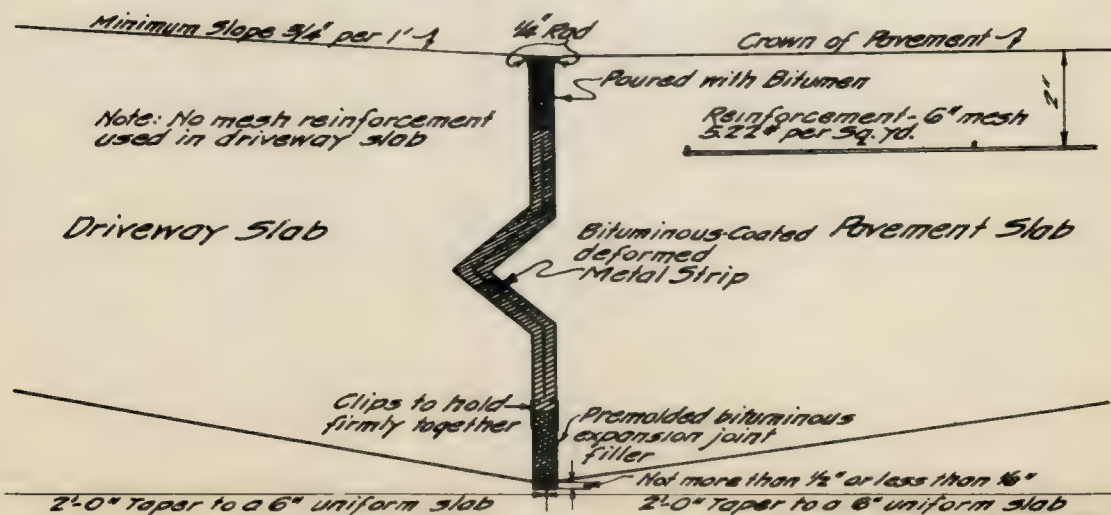 Minimum Slope 3/4" per 1'
1/4" Rad
Crown of Pavement
Poured with Bitumen
2"
Note: No mesh reinforcement
used in driveway slab
Reinforcement - 6" mesh
5.22# per Sq. yd.
Driveway Slab
Bituminous-Coated
deformed
Metal Strip
Pavement Slab
Clips to hold
firmly together
Premolded bituminous
expansion joint
filler
Not more than 1/2" or less than
2'-0" Taper to a 6" uniform slab
2'-0" Taper to a 6" uniform slab